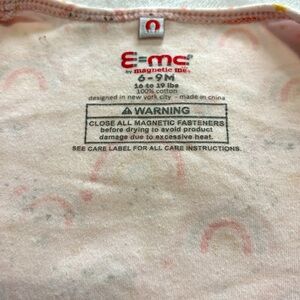 E=mc
by magnetic me
6-9M
16 to 19 lbs
100% cotton
designed in new york city - made in china
⚠ WARNING
CLOSE ALL MAGNETIC FASTENERS
before drying to avoid product
damage due to excessive heat.
SEE CARE LABEL FOR ALL CARE INSTRUCTIONS.